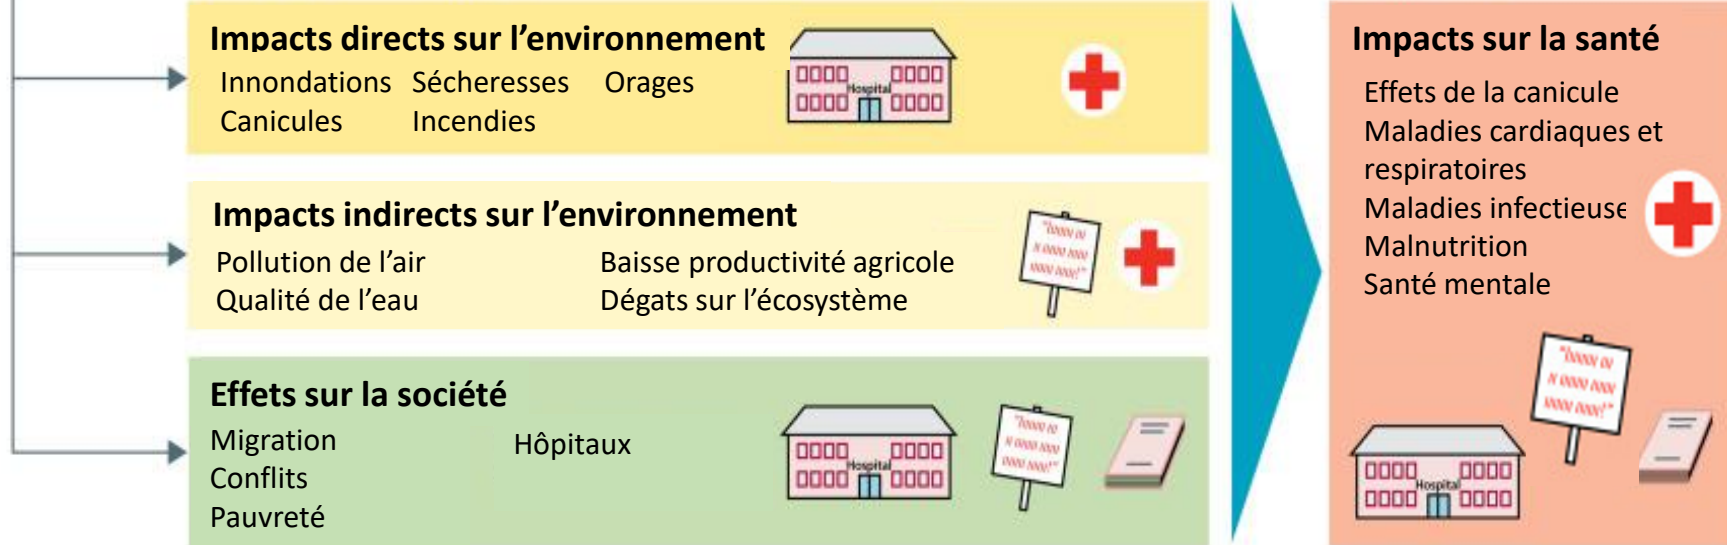 Impacts directs sur l'environnement
Innondations Sécheresses Orages
Canicules Incendies
Hospital
Impacts indirects sur l'environnement
Pollution de l'air Baisse productivité agricole
Qualité de l'eau Dégats sur l'écosystème
Effets sur la société
Migration Hôpitaux
Conflits
Pauvreté
Hospital
Impacts sur la santé
Effets de la canicule
Maladies cardiaques et
respiratoires
Maladies infectieuse
Malnutrition
Santé mentale
Hospital